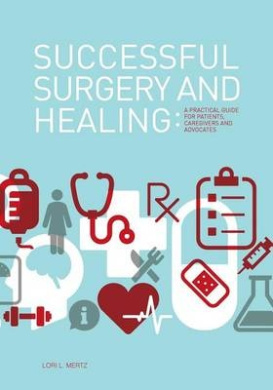 SUCCESSFUL
SURGERY AND
HEALING:
A PRACTICAL GUIDE
FOR PATIENTS,
CAREGIVERS AND
ADVOCATES
Rx
i
LORI L. MERTZ